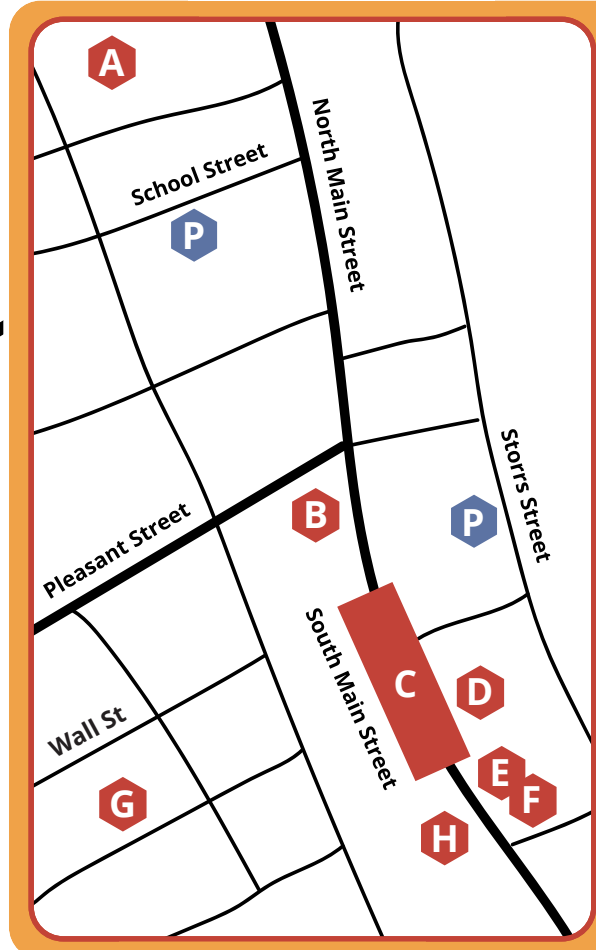 A
North Main Street
School Street
P
Storrs Street
B
P
Pleasant Street
South Main Street
C
D
Wall St
E
F
G
H